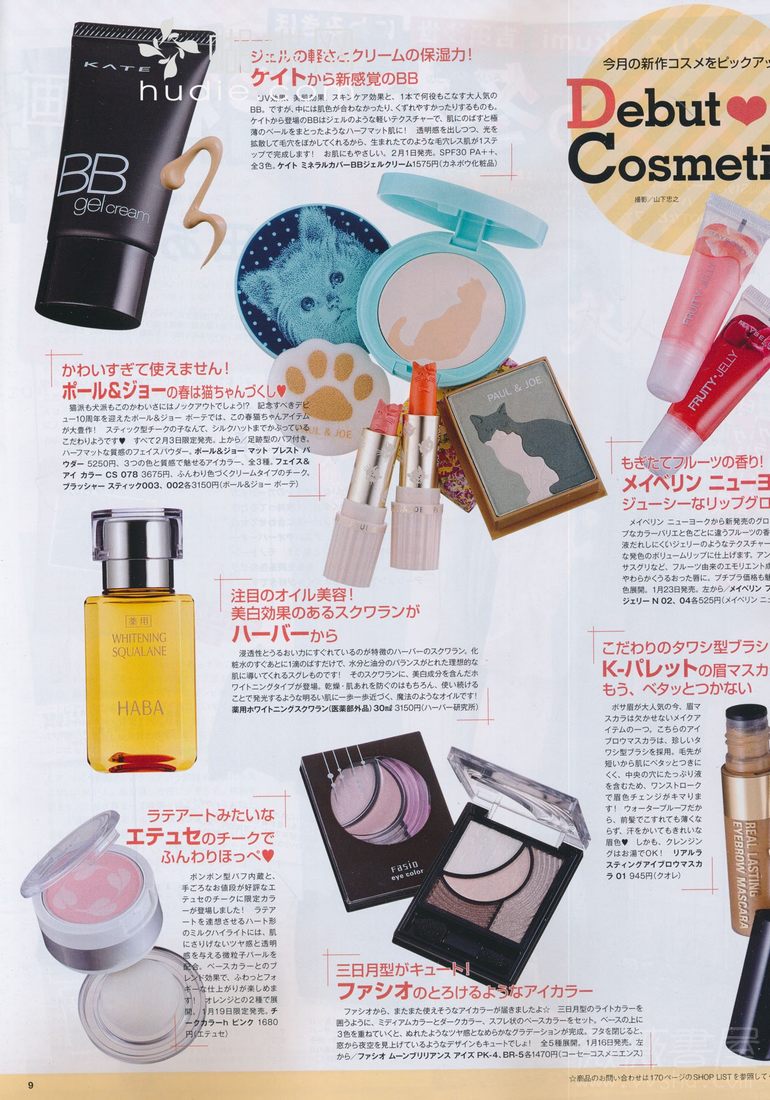 今月の新作コスメをピックアッ
Debut
Cosmeti
撮影／山下忠之
hudie
KATE
BB
gel cream
ジェルの軽さとクリームの保湿力！
ケイトから新感覚のBB
UV効果、美肌効果、スキンケア効果と、1本で何役もこなす大人気の
BB。ですが、中には肌色が合わなかったり、くずれやすかったりするものも。
ケイトから登場のBBはジェルのような軽いテクスチャーで、肌にのばすと極
薄のベールをまとったようなハーフマット肌に！　透明感を出しつつ、光を
拡散して毛穴をぼかしてくれるから、生まれたてのような毛穴レス肌が1ステ
ップで完成します！　お肌にもやさしい。2月1日発売。SPF30 PA++、
全3色。ケイト ミネラルカバーBBジェルクリーム1575円(カネボウ化粧品)
かわいすぎて使えません！
ポール&ジョーの春は猫ちゃんづくし♥
猫派も犬派もこのかわいさにはノックアウトでしょう!?　記念すべきデビ
ュー10周年を迎えたポール&ジョー ボーテでは、この春猫ちゃんアイテム
が大豊作！　スティック型チークの子なんて、シルクハットまでかぶっている
こだわりようです♥　すべて2月3日限定発売。上から／足跡型のパフ付き。
ハーフマットな質感のフェイスパウダー。ポール&ジョー マット プレスト パ
ウダー 5250円、3つの色と質感で魅せるアイカラー。全3種。フェイス&
アイ カラー CS 078 3675円、ふんわり色づくクリームタイプのチーク。
ブラッシャー スティック003、002各3150円(ポール&ジョー ボーテ)
PAUL & JOE
FRUITY・JELLY
FRUITY・JELLY
もぎたてフルーツの香り！
メイベリン ニューヨ
ジューシーなリップグロ
メイベリン ニューヨークから新発売のグロ
プなカラーバリエと色ごとに違うフルーツの香
液だれしにくいジェリーのようなテクスチャー
な発色のボリュームリップに仕上げます。アン
サスグリなど、フルーツ由来のエモリエント成
やわらかくうるおった唇に。プチプラ価格も魅
色展開。1月23日発売。左から／メイベリン フ
ジェリー N 02、04各525円(メイベリン ニュ
薬用
WHITENING
SQUALANE
HABA
注目のオイル美容！
美白効果のあるスクワランが
ハーバーから
浸透性とうるおい力にすぐれているのが特徴のハーバーのスクワラン。化
粧水のすぐあとに1滴のばすだけで、水分と油分のバランスがとれた理想的な
肌に導いてくれるスグレものです！　そのスクワランに、美白成分を含んだホ
ワイトニングタイプが登場。乾燥・肌あれを防ぐのはもちろん、使い続ける
ことで発光するような明るい肌に一歩一歩近づく、魔法のようなオイルです！
薬用ホワイトニングスクワラン(医薬部外品) 30ml 3150円(ハーバー研究所)
こだわりのタワシ型ブラシ
K-パレットの眉マスカ
もう、ベタッとつかない
ボサ眉が大人気の今、眉マ
スカラは欠かせないメイクア
イテムの一つ。こちらのアイ
ブロウマスカラは、珍しいタ
ワシ型ブラシを採用。毛先が
短いから肌にベタッとつきに
くく、中央の穴にたっぷり液
を含むため、ワンストローク
で眉色チェンジがキマりま
す！ ウォータープルーフだか
ら、前髪でこすれても薄くな
らず、汗をかいてもきれいな
眉色♥　しかも、クレンジン
グはお湯でOK！　リアルラ
スティングアイブロウマスカ
ラ 01 945円(クオレ)
REAL LASTING
EYEBROW MASCARA
ラテアートみたいな
エテュセのチークで
ふんわりほっぺ♥
ポンポン型パフ内蔵と、
手ごろなお値段が好評なエ
テュセのチークに限定カラ
ーが登場しました！　ラテア
ートを連想させるハート形
のミルクハイライトには、肌
にさりげないツヤ感と透明
感を与える微粒子パールを
配合。ベースカラーとのブ
レンド効果で、ふわっとフォ
ギーな仕上がりが楽しめま
す！ オレンジとの2種で展
開。1月19日限定発売。チ
ークカラーh ピンク 1680
円(エテュセ)
Fasio
eye color
三日月型がキュート！
ファシオのとろけるようなアイカラー
ファシオから、またまた使えそうなアイカラーが届きましたよ☆　三日月型のライトカラーを
囲うように、ミディアムカラーとダークカラー、スフレ状のベースカラーをセット。ベースの上に
3色を重ねていくと、ぬれたようなツヤ感となめらかなグラデーションが完成。フタを閉じると、
窓から夜空を見上げているようなデザインもキュートでしょ！　全5種展開。1月16日発売。左
から／ファシオ ムーンブリリアンス アイズ PK-4、BR-5各1470円(コーセーコスメニエンス)
9
☆商品のお問い合わせは170ページのSHOP LISTを参照して